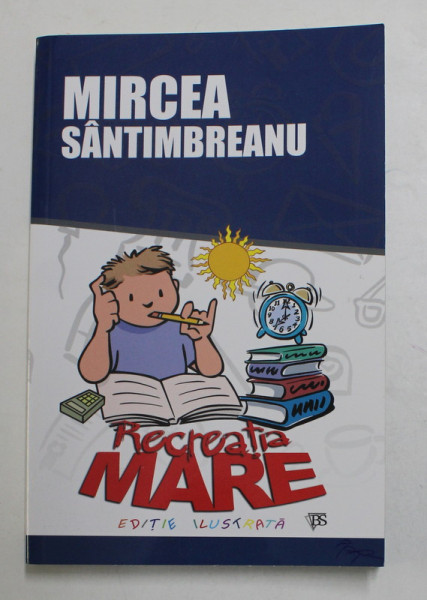 MIRCEA
SÂNTIMBREANU
Recreația
MARE
EDIȚIE ILUSTRATĂ
BS